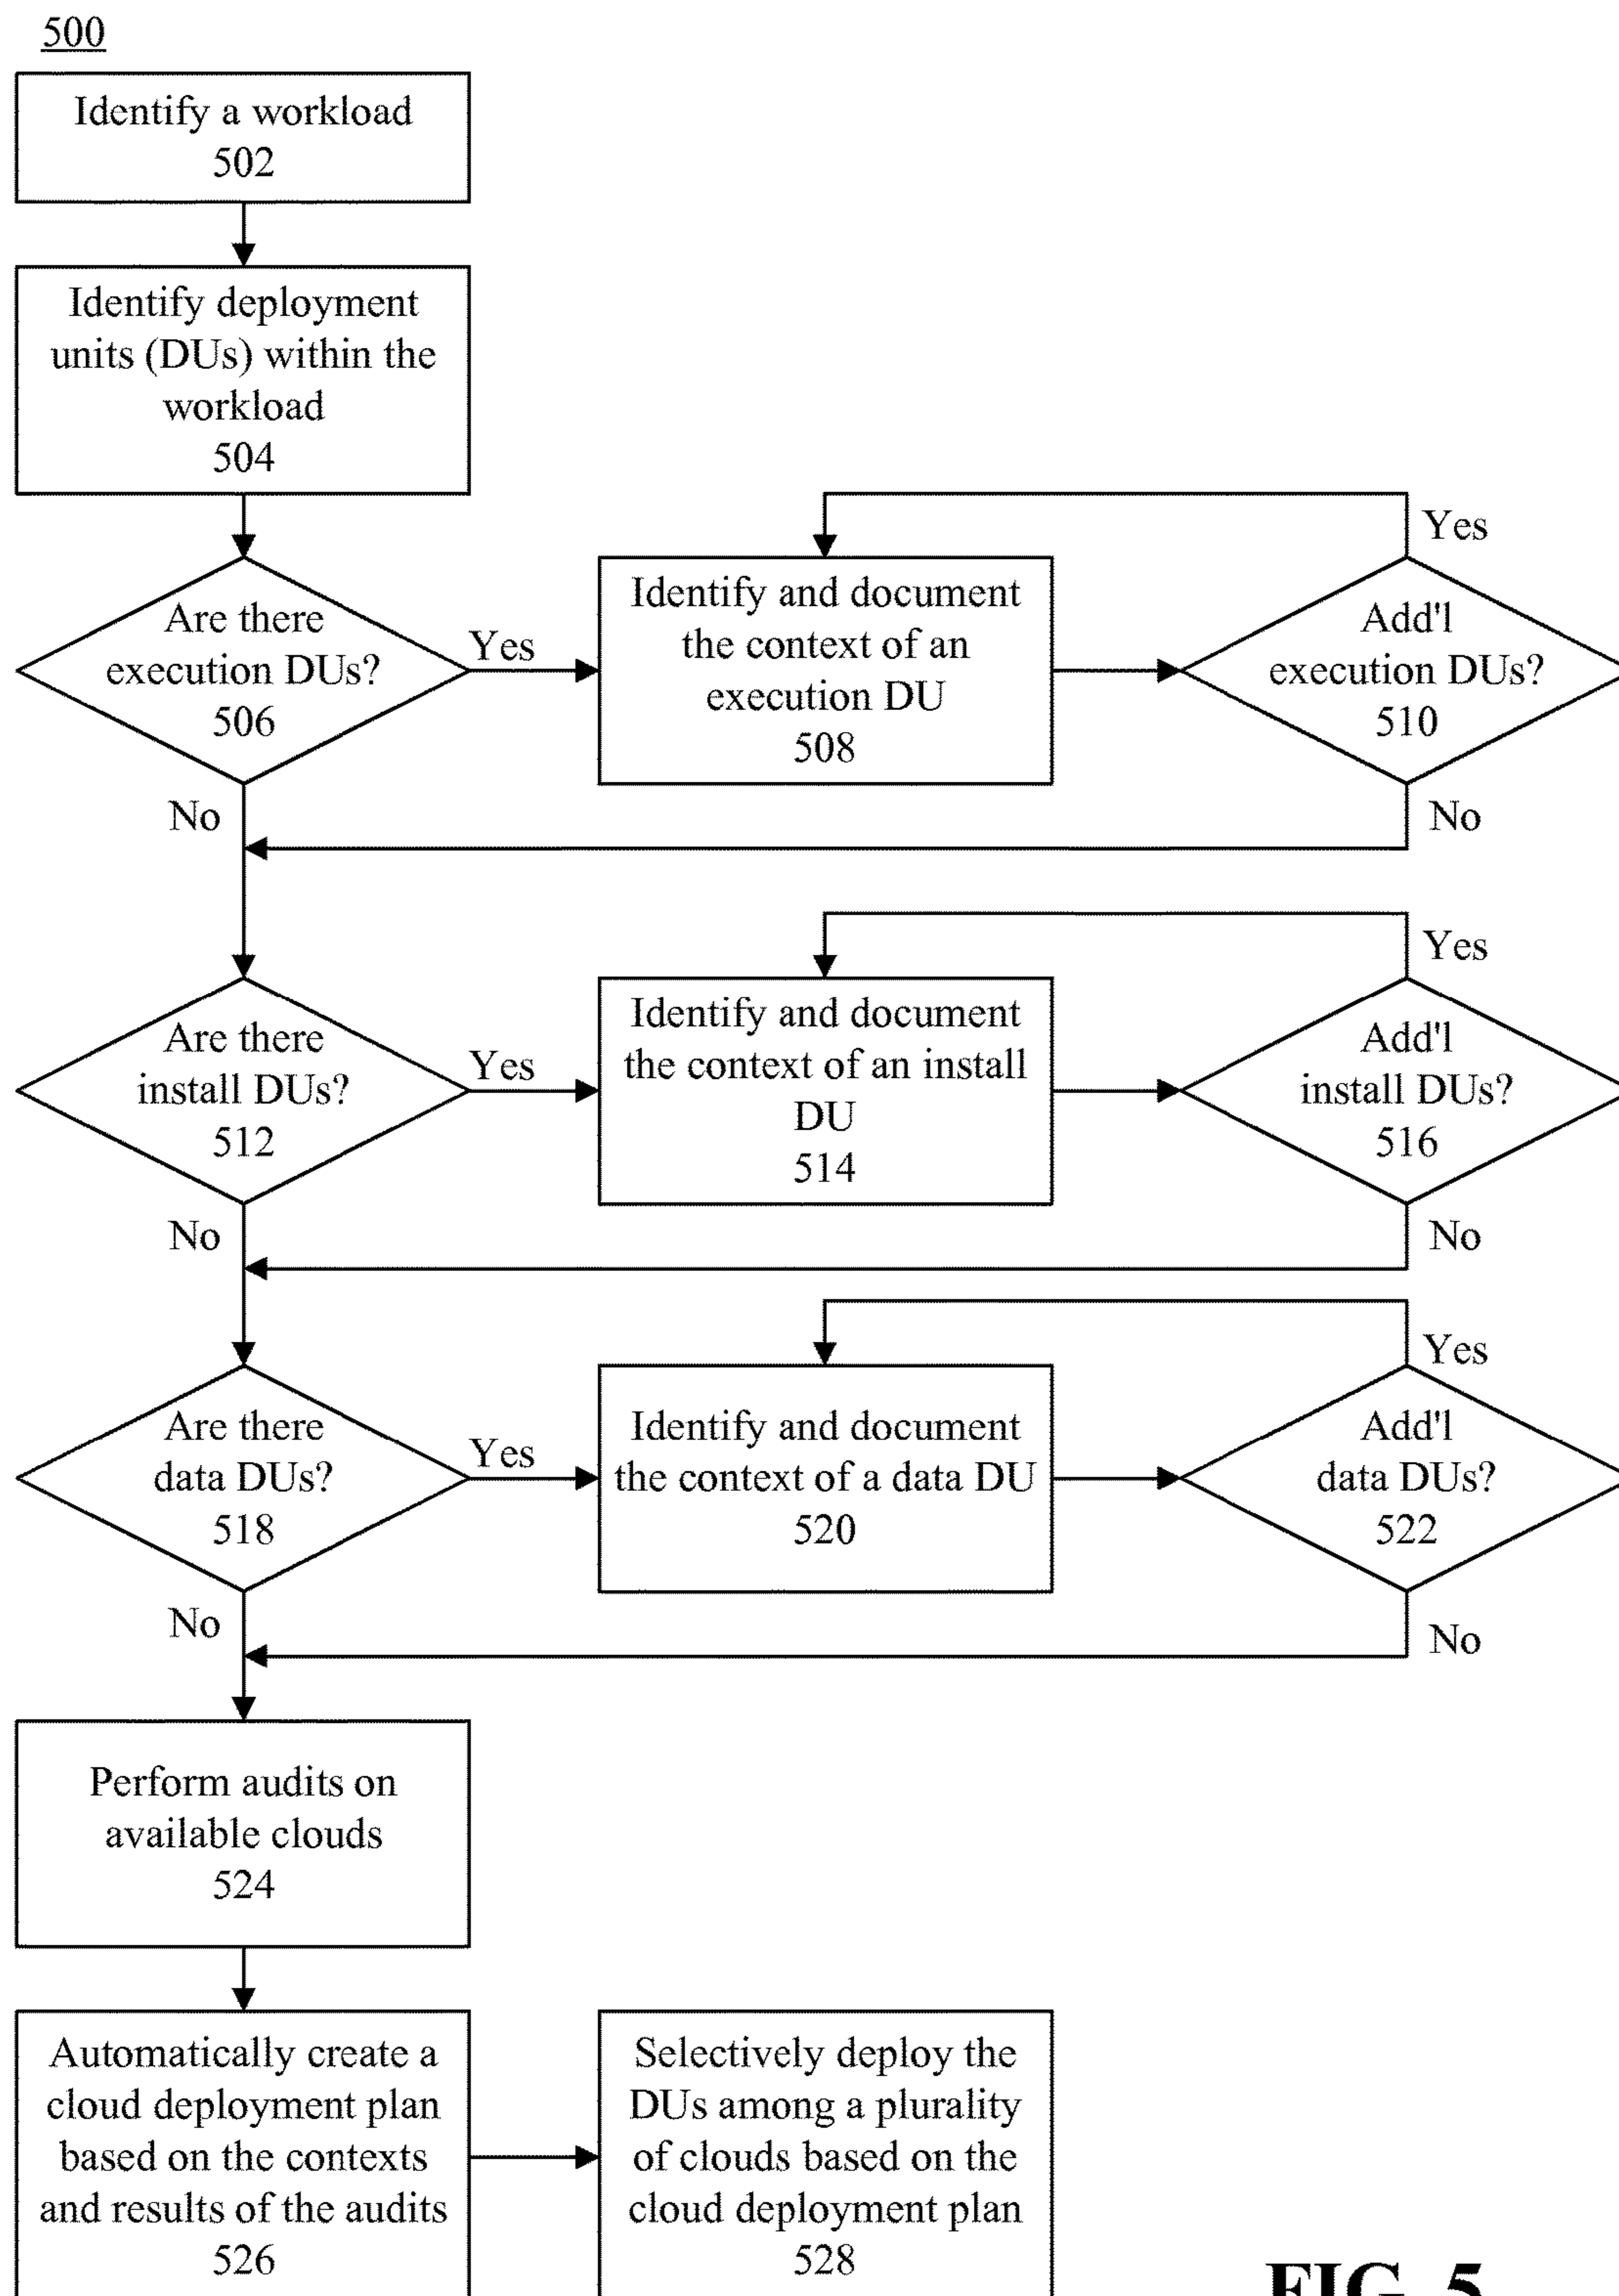 500
Identify a workload
502
Identify deployment
units (DUs) within the
workload
504
Are there
execution DUs?
506
Yes
No
Identify and document
the context of an
execution DU
508
Add'l
execution DUs?
510
Yes
No
Are there
install DUs?
512
Yes
No
Identify and document
the context of an install
DU
514
Add'l
install DUs?
516
Yes
No
Are there
data DUs?
518
Yes
No
Identify and document
the context of a data DU
520
Add'l
data DUs?
522
Yes
No
Perform audits on
available clouds
524
Automatically create a
cloud deployment plan
based on the contexts
and results of the audits
526
Selectively deploy the
DUs among a plurality
of clouds based on the
cloud deployment plan
528
FIG. 5